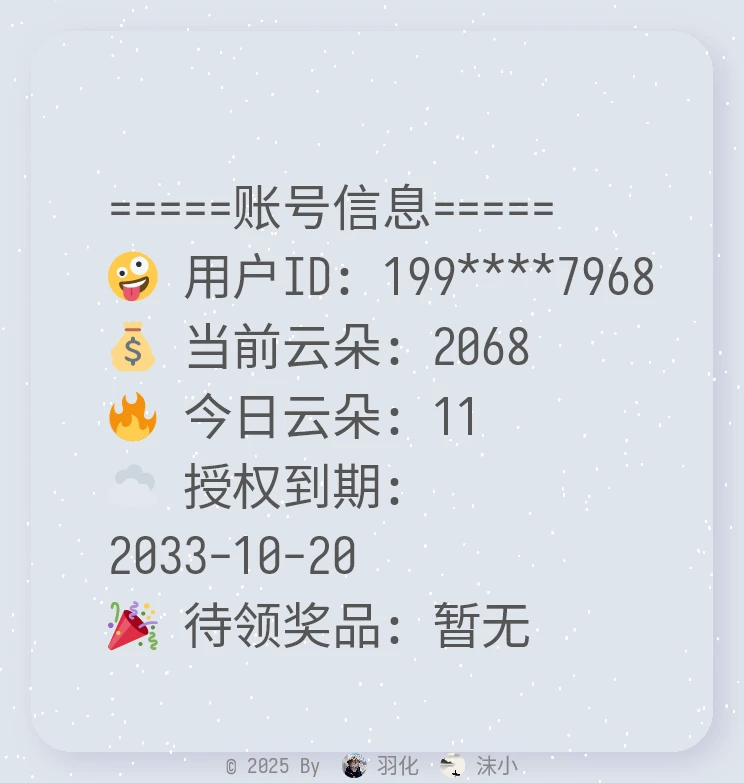 =====账号信息=====
🤪 用户ID: 199****7968
💰 当前云朵: 2068
🔥 今日云朵: 11
☁️ 授权到期:
2033-10-20
🎉 待领奖品: 暂无
© 2025 By 羽化 沫小